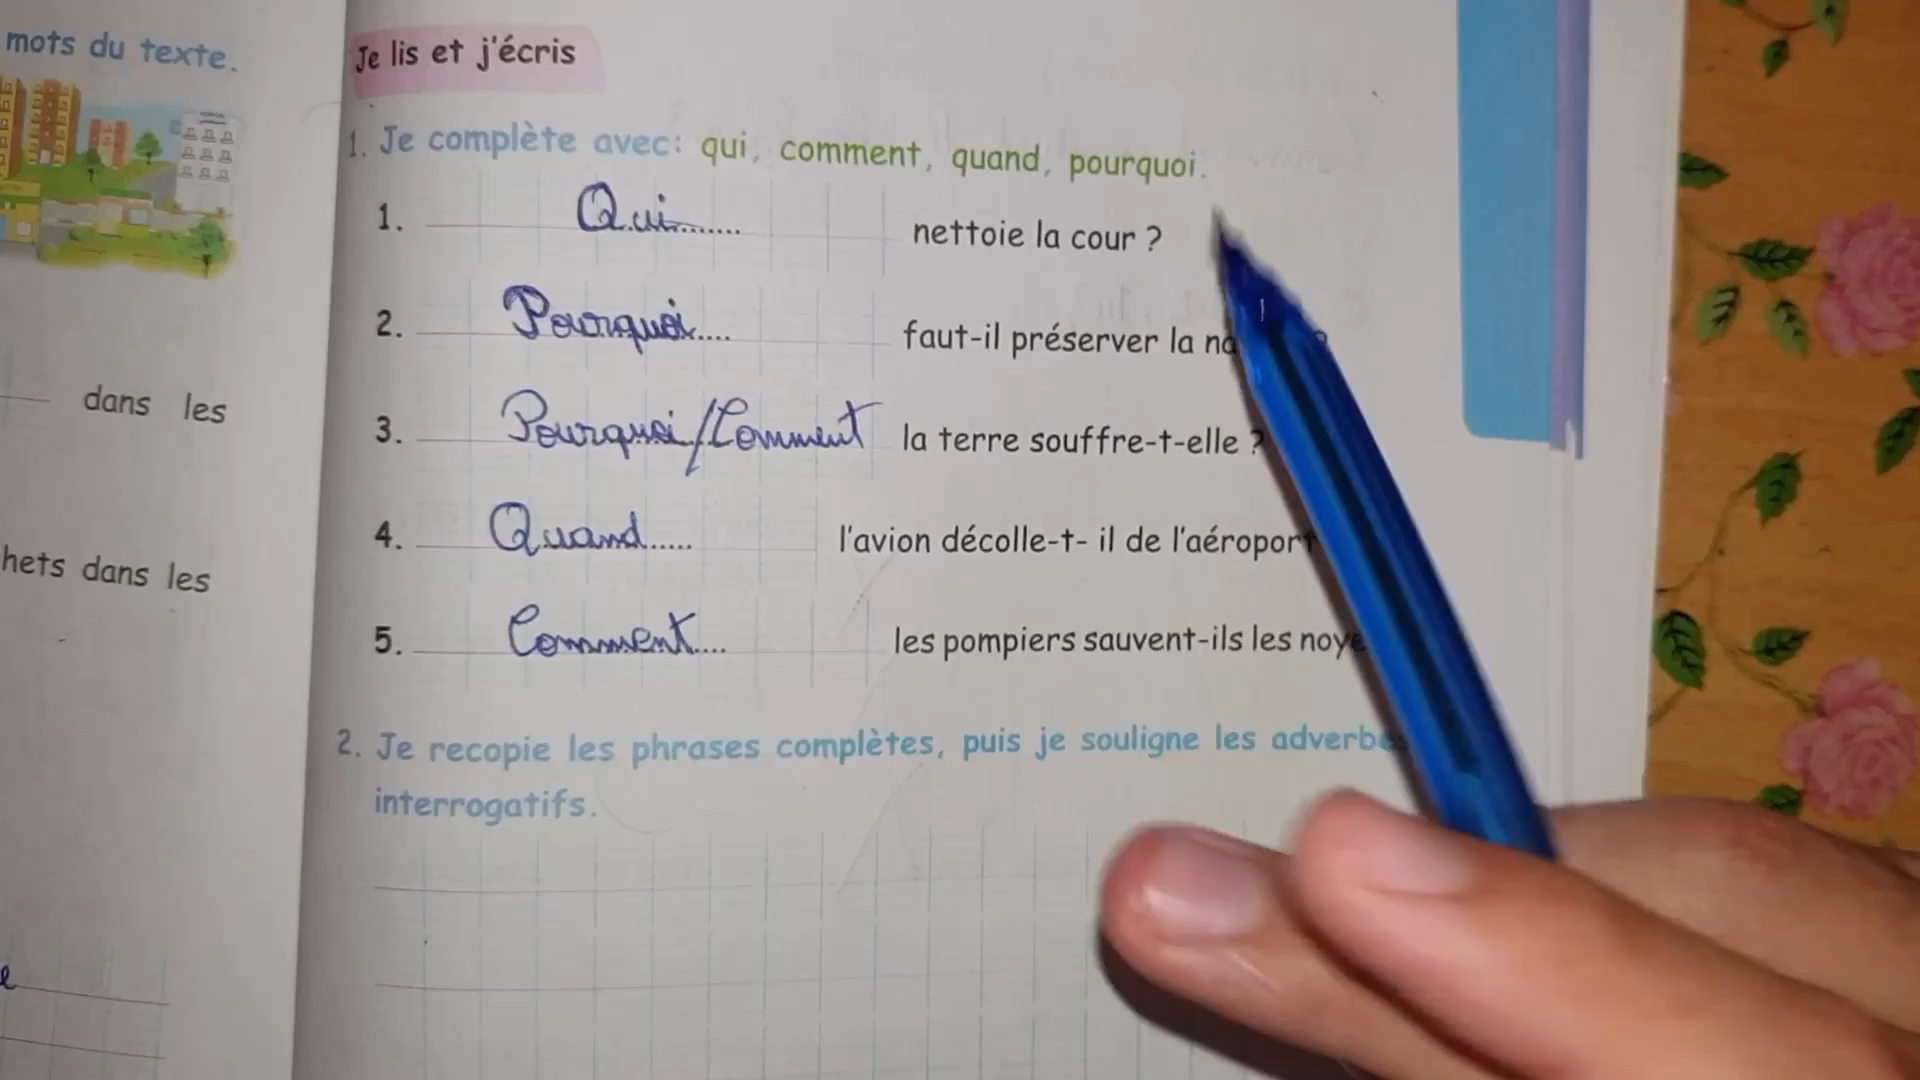 mots du texte.
dans les
hets dans les
e
Je lis et j'écris
1. Je complète avec: qui, comment, quand, pourquoi.
1. Qui........ nettoie la cour ?
2. Pourquoi.... faut-il préserver la na ?
3. Pourquoi/Comment la terre souffre-t-elle ?
4. Quand..... l'avion décolle-t- il de l'aéroport
5. Comment.... les pompiers sauvent-ils les noye
2. Je recopie les phrases complètes, puis je souligne les adverbes
interrogatifs.